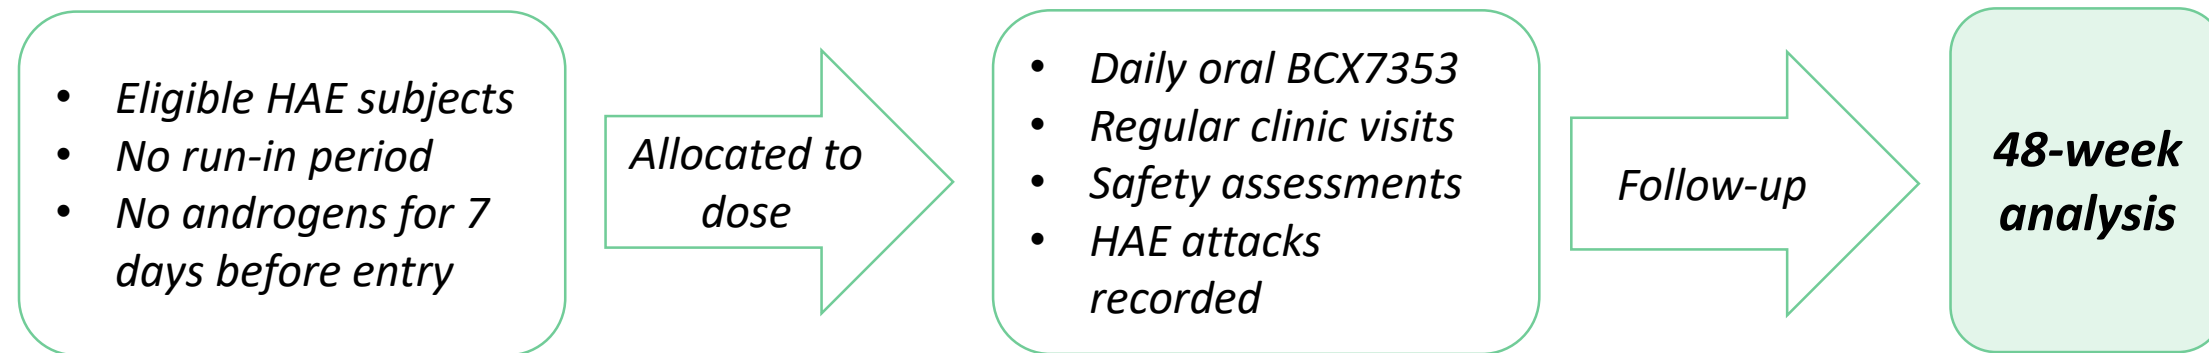 • Eligible HAE subjects
• No run-in period
• No androgens for 7
days before entry
Allocated to
dose
• Daily oral BCX7353
• Regular clinic visits
• Safety assessments
• HAE attacks
recorded
Follow-up
48-week
analysis